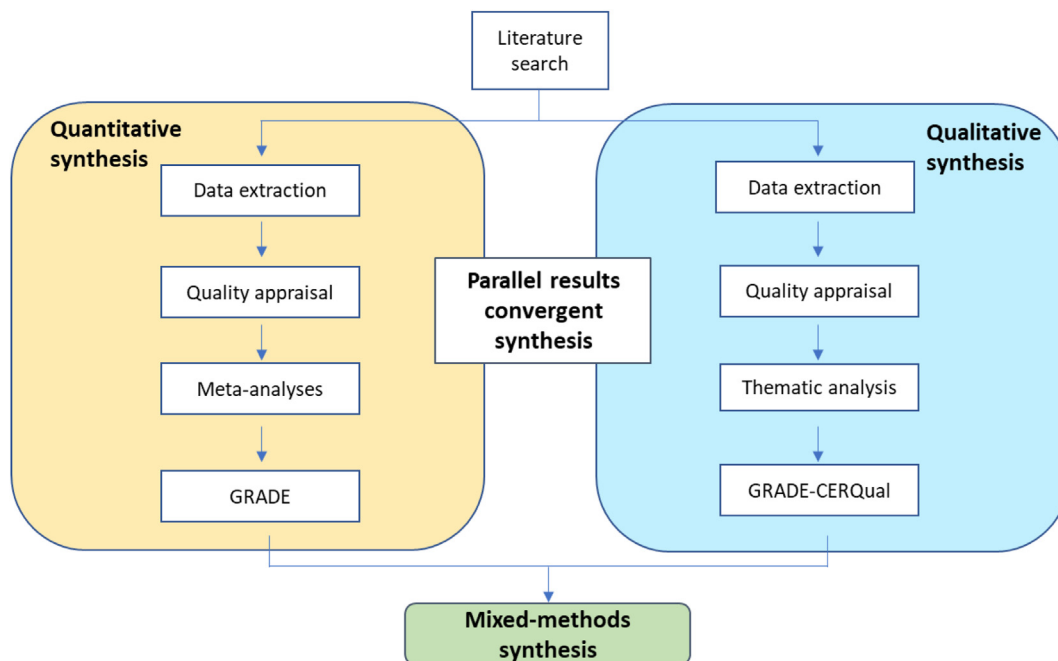 Literature
search
Quantitative
synthesis
Data extraction
Quality appraisal
Meta-analyses
GRADE
Parallel results
convergent
synthesis
Qualitative
synthesis
Data extraction
Quality appraisal
Thematic analysis
GRADE-CERQual
Mixed-methods
synthesis